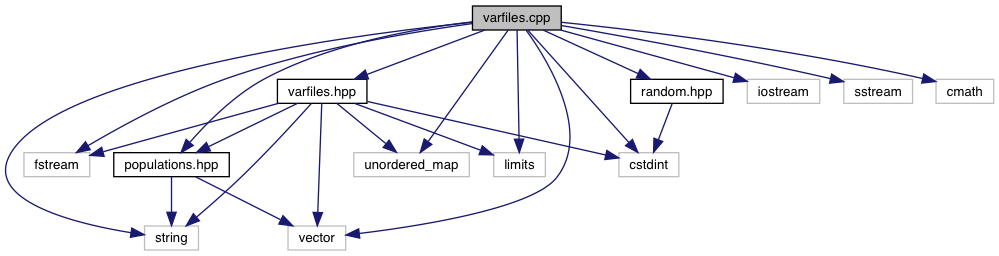 varfiles.cpp
varfiles.hpp
random.hpp
iostream
sstream
cmath
fstream
populations.hpp
unordered_map
limits
cstdint
string
vector